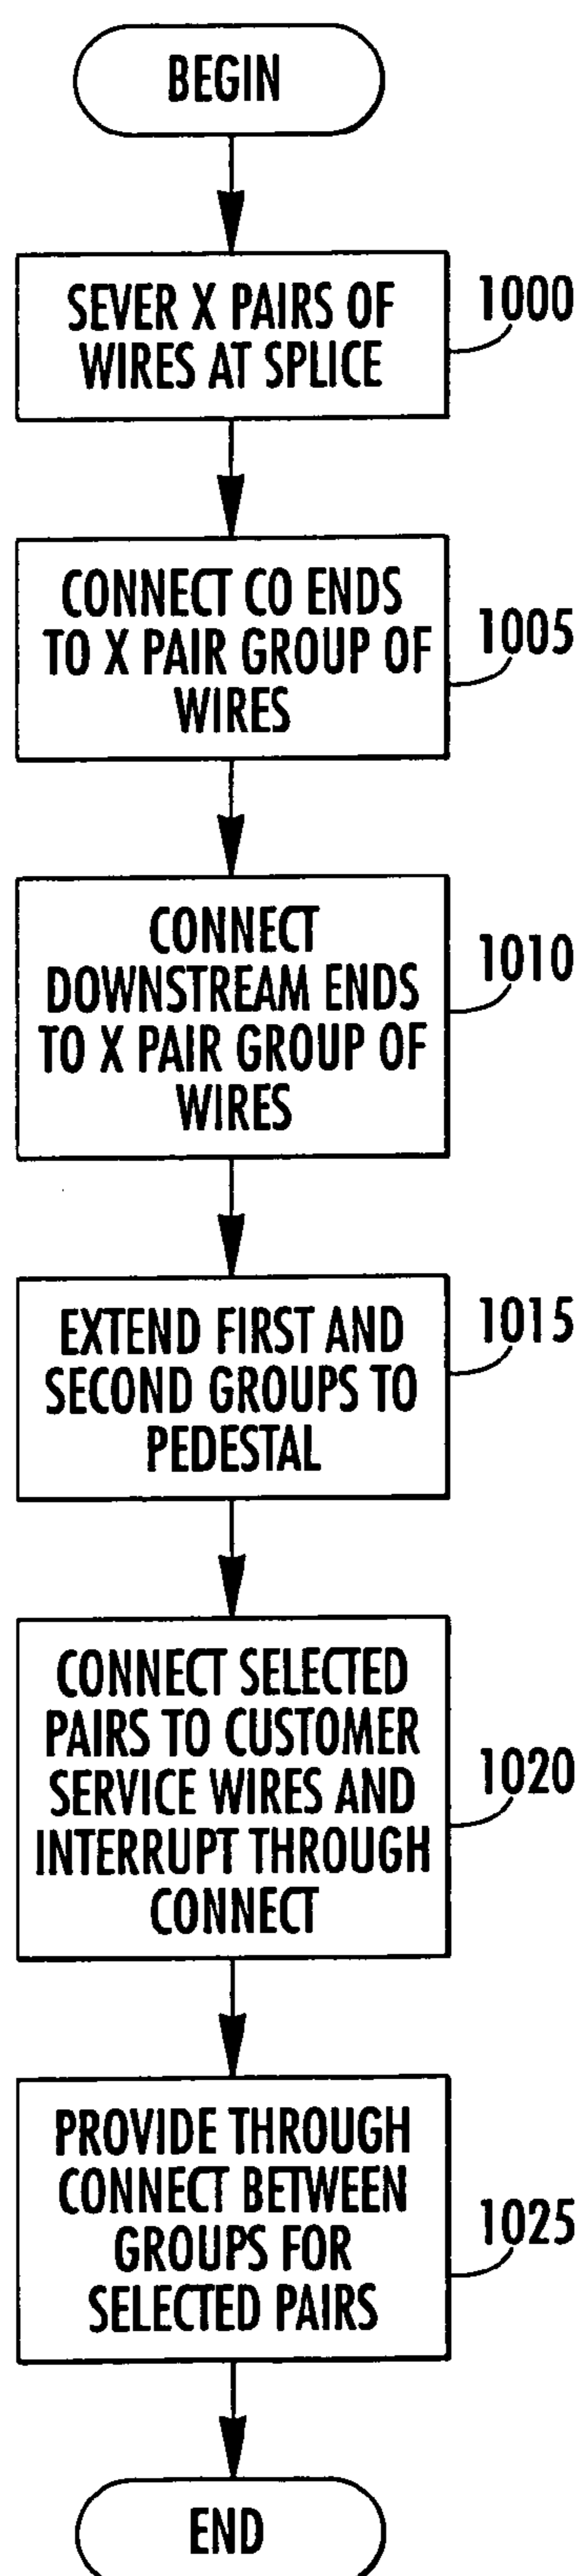 BEGIN
SEVER X PAIRS OF
WIRES AT SPLICE
1000
CONNECT CO ENDS
TO X PAIR GROUP OF
WIRES
1005
CONNECT
DOWNSTREAM ENDS
TO X PAIR GROUP OF
WIRES
1010
EXTEND FIRST AND
SECOND GROUPS TO
PEDESTAL
1015
CONNECT SELECTED
PAIRS TO CUSTOMER
SERVICE WIRES AND
INTERRUPT THROUGH
CONNECT
1020
PROVIDE THROUGH
CONNECT BETWEEN
GROUPS FOR
SELECTED PAIRS
1025
END